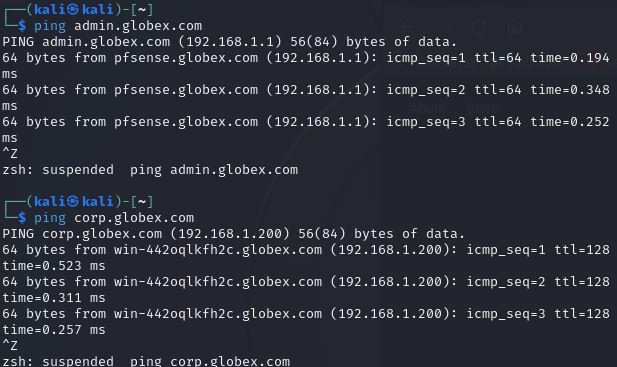 ┌──(kali㉿kali)-[~]
└─$ ping admin.globex.com
PING admin.globex.com (192.168.1.1) 56(84) bytes of data.
64 bytes from pfsense.globex.com (192.168.1.1): icmp_seq=1 ttl=64 time=0.194
ms
64 bytes from pfsense.globex.com (192.168.1.1): icmp_seq=2 ttl=64 time=0.348
ms
64 bytes from pfsense.globex.com (192.168.1.1): icmp_seq=3 ttl=64 time=0.252
ms
^Z
zsh: suspended  ping admin.globex.com
┌──(kali㉿kali)-[~]
└─$ ping corp.globex.com
PING corp.globex.com (192.168.1.200) 56(84) bytes of data.
64 bytes from win-442oqlkfh2c.globex.com (192.168.1.200): icmp_seq=1 ttl=128
time=0.523 ms
64 bytes from win-442oqlkfh2c.globex.com (192.168.1.200): icmp_seq=2 ttl=128
time=0.311 ms
64 bytes from win-442oqlkfh2c.globex.com (192.168.1.200): icmp_seq=3 ttl=128
time=0.257 ms
^Z
zsh: suspended  ping corp.globex.com
About Store